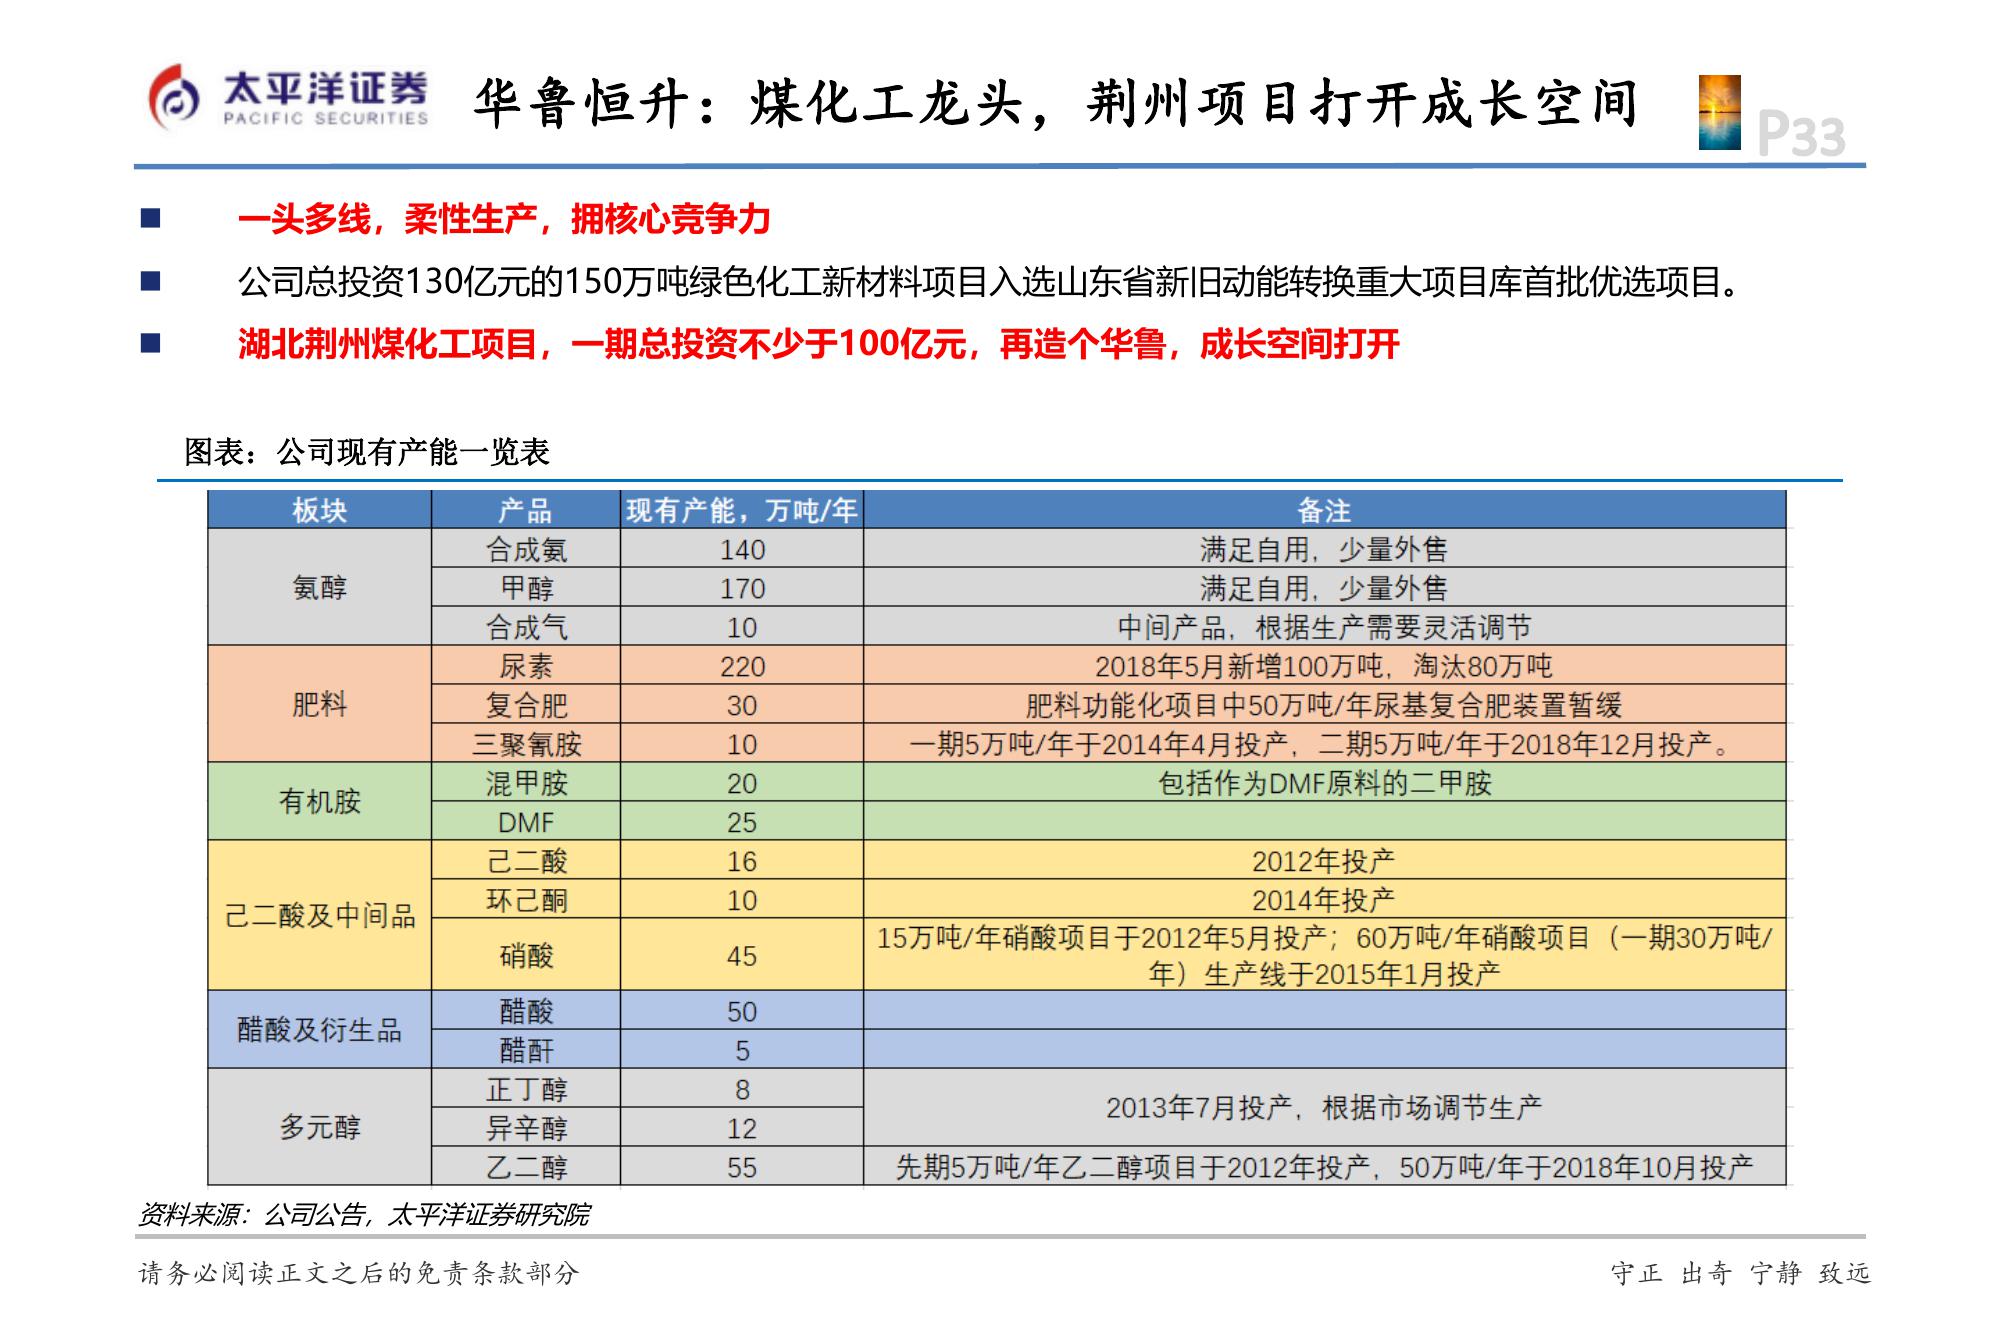 太平洋证券
PACIFIC SECURITIES
华鲁恒升：煤化工龙头，荆州项目打开成长空间
P33
一头多线，柔性生产，拥核心竞争力
公司总投资130亿元的150万吨绿色化工新材料项目入选山东省新旧动能转换重大项目库首批优选项目。
湖北荆州煤化工项目，一期总投资不少于100亿元，再造个华鲁，成长空间打开
图表：公司现有产能一览表
板块 产品 现有产能，万吨/年 备注
氨醇 合成氨 140 满足自用，少量外售
甲醇 170 满足自用，少量外售
合成气 10 中间产品，根据生产需要灵活调节
肥料 尿素 220 2018年5月新增100万吨，淘汰80万吨
复合肥 30 肥料功能化项目中50万吨/年尿基复合肥装置暂缓
三聚氰胺 10 一期5万吨/年于2014年4月投产，二期5万吨/年于2018年12月投产。
有机胺 混甲胺 20 包括作为DMF原料的二甲胺
DMF 25
己二酸及中间品 己二酸 16 2012年投产
环己酮 10 2014年投产
硝酸 45 15万吨/年硝酸项目于2012年5月投产；60万吨/年硝酸项目（一期30万吨/
年）生产线于2015年1月投产
醋酸及衍生品 醋酸 50
醋酐 5
多元醇 正丁醇 8 2013年7月投产，根据市场调节生产
异辛醇 12
乙二醇 55 先期5万吨/年乙二醇项目于2012年投产，50万吨/年于2018年10月投产
资料来源：公司公告，太平洋证券研究院
请务必阅读正文之后的免责条款部分
守正 出奇 宁静 致远